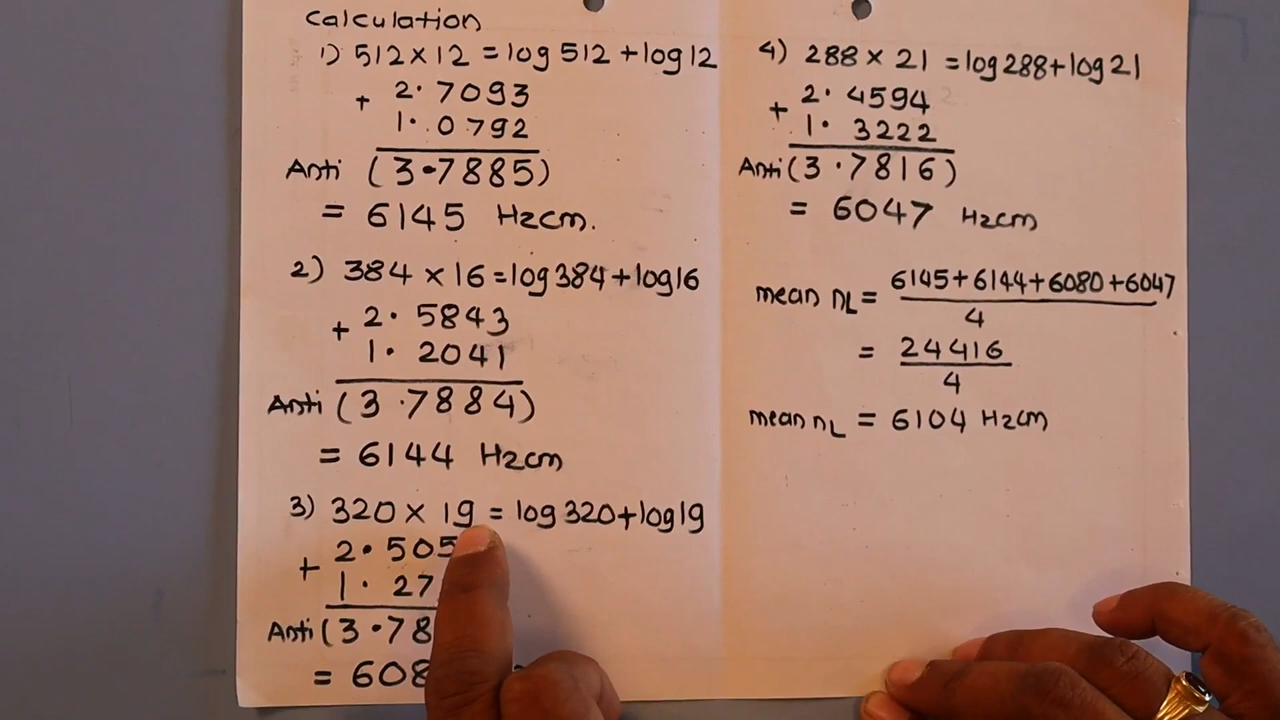 Calculation
1) 512 × 12 = log 512 + log 12
+ 2.7093
1.0792
Anti (3.7885)
= 6145 Hzcm.
2) 384 × 16 = log 384 + log 16
+ 2.5843
1.2041
Anti (3.7884)
= 6144 Hzcm
3) 320 × 19 = log 320 + log 19
+ 2.505
1.27
Anti (3.78
= 608
4) 288 × 21 = log 288 + log 21
+ 2.4594
1.3222
Anti (3.7816)
= 6047 Hzcm
mean nL = 6145 + 6144 + 6080 + 6047
4
= 24416
4
mean nL = 6104 Hzcm